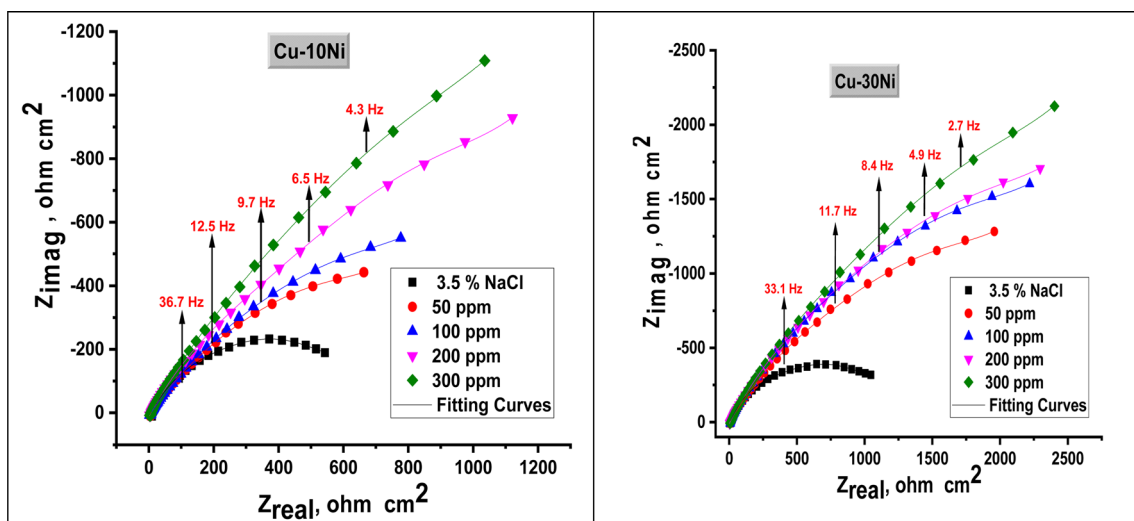 Cu-10Ni
-1200
-1000
-800
-600
-400
-200
0
Zimag , ohm cm2
36.7 Hz
12.5 Hz
9.7 Hz
6.5 Hz
4.3 Hz
3.5 % NaCl
50 ppm
100 ppm
200 ppm
300 ppm
Fitting Curves
0 200 400 600 800 1000 1200
Zreal, ohm cm2
Cu-30Ni
-2500
-2000
-1500
-1000
-500
0
Zimag , ohm cm2
33.1 Hz
11.7 Hz
8.4 Hz
4.9 Hz
2.7 Hz
3.5 % NaCl
50 ppm
100 ppm
200 ppm
300 ppm
Fitting Curves
0 500 1000 1500 2000 2500
Zreal, ohm cm2